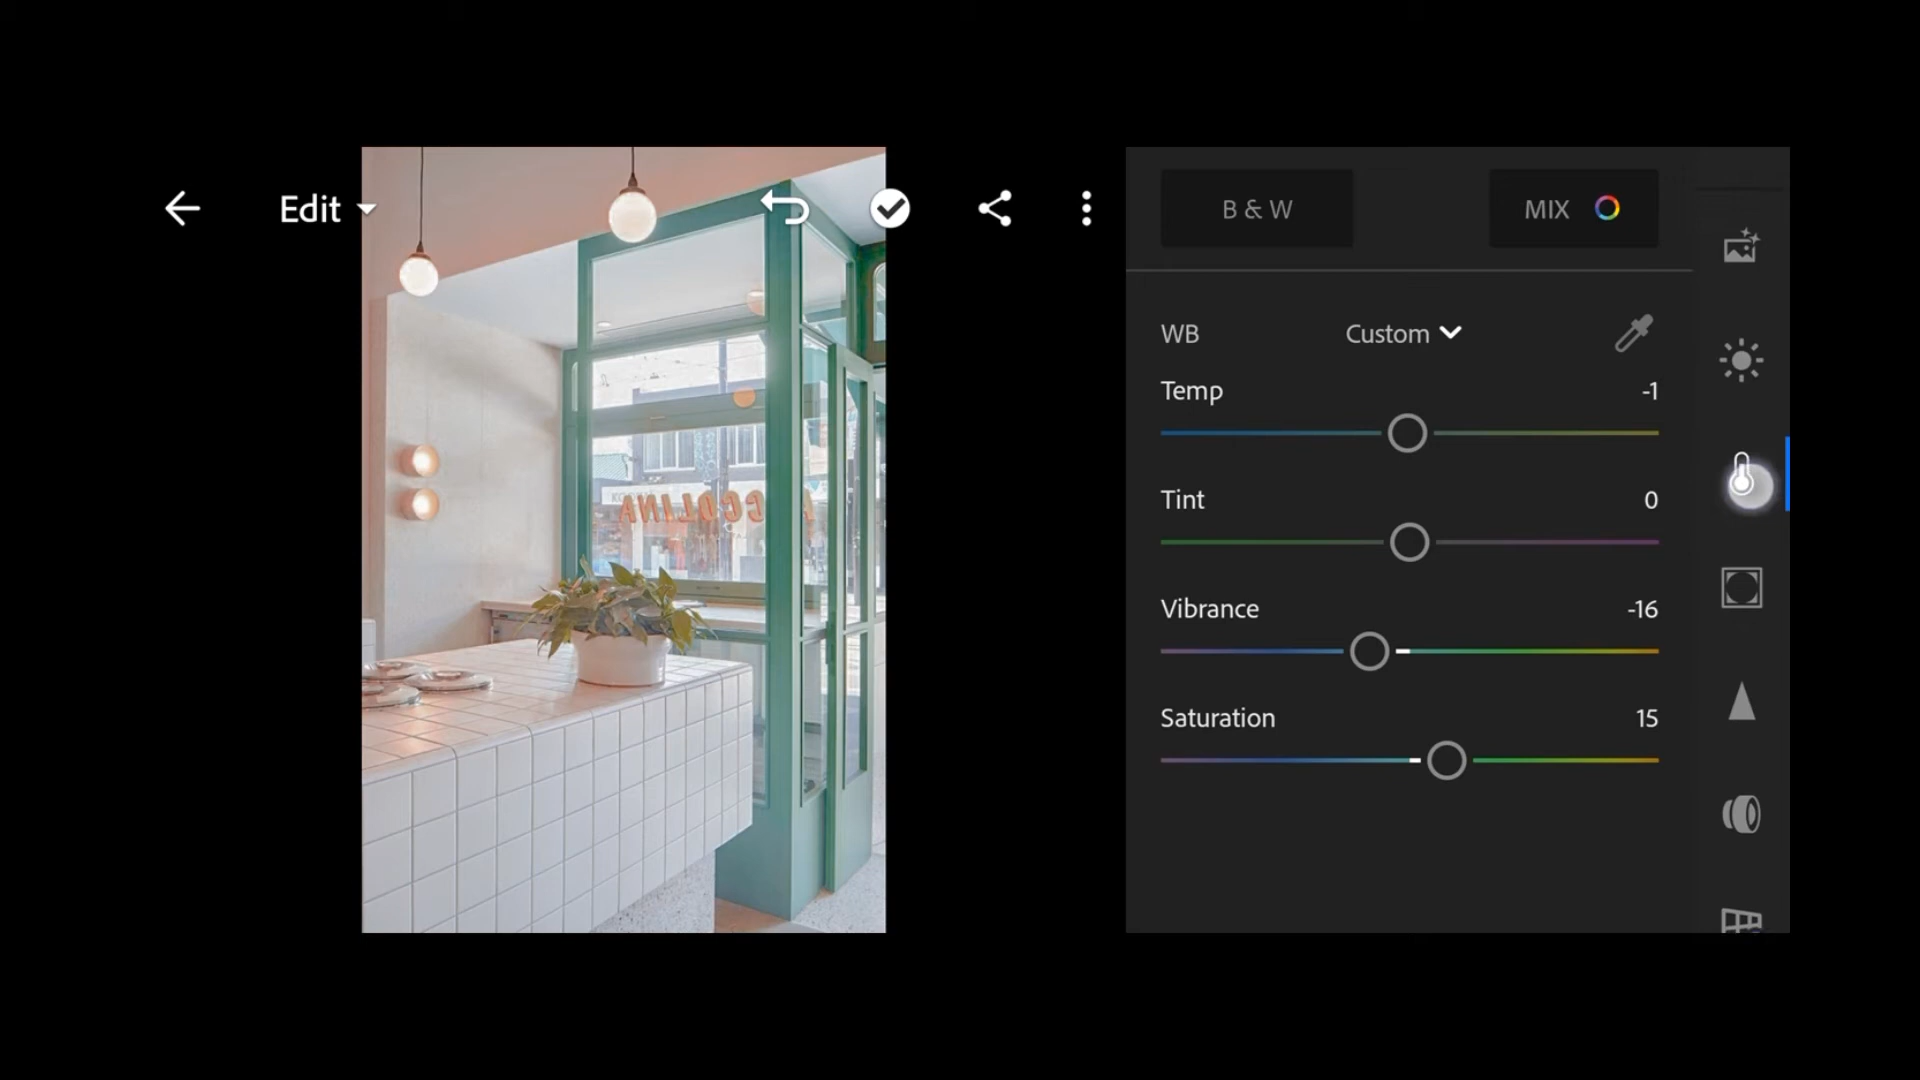 Edit
B & W
MIX
WB
Custom
Temp
-1
Tint
0
Vibrance
-16
Saturation
15